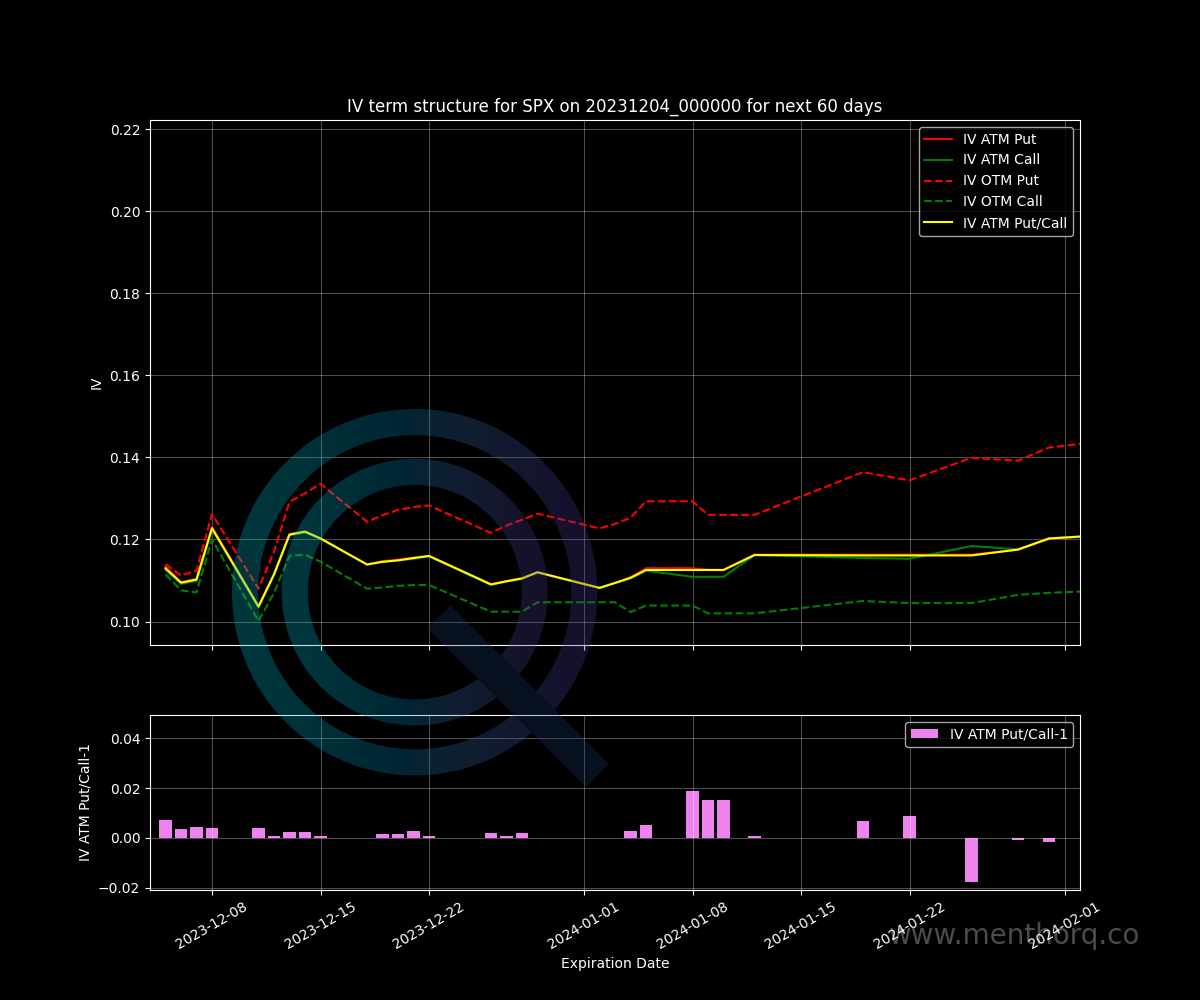 IV term structure for SPX on 20231204_000000 for next 60 days
0.22
0.20
0.18
0.16
0.14
0.12
0.10
IV
IV ATM Put
IV ATM Call
IV OTM Put
IV OTM Call
IV ATM Put/Call
0.04
0.02
0.00
−0.02
IV ATM Put/Call-1
IV ATM Put/Call-1
2023-12-08
2023-12-15
2023-12-22
2024-01-01
2024-01-08
2024-01-15
2024-01-22
2024-02-01
Expiration Date
www.menthorq.co